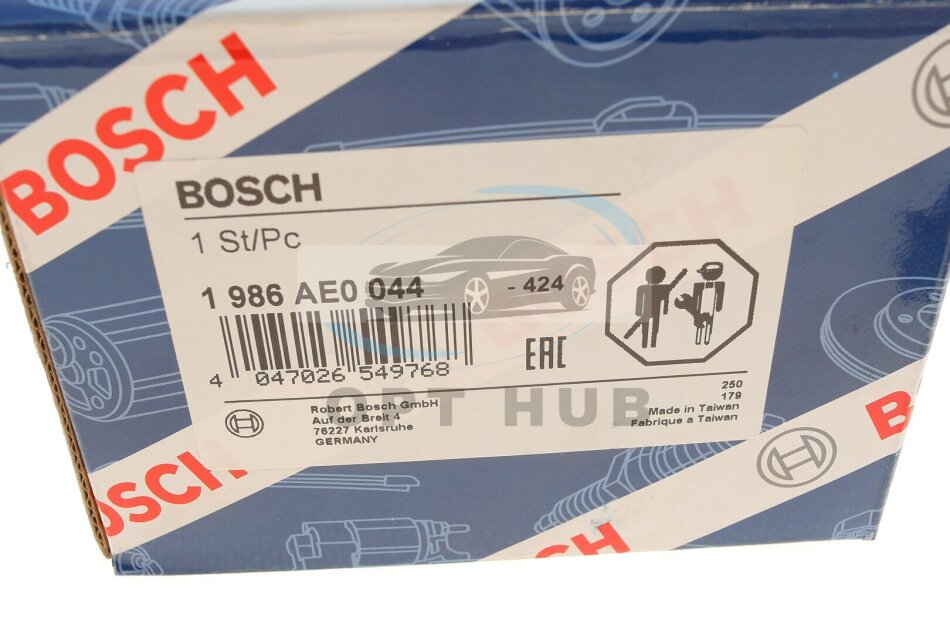 BOSCH
BOSCH
1 St/Pc
BOSCH
1 986 AE0 044 - 424
4 047026 549768
EAC
OPT HUB
250
179
Robert Bosch GmbH
Auf der Breit 4
76227 Karlsruhe
GERMANY
Made in Taiwan
Fabrique a Taiwan
BOSCH
BOSCH
B